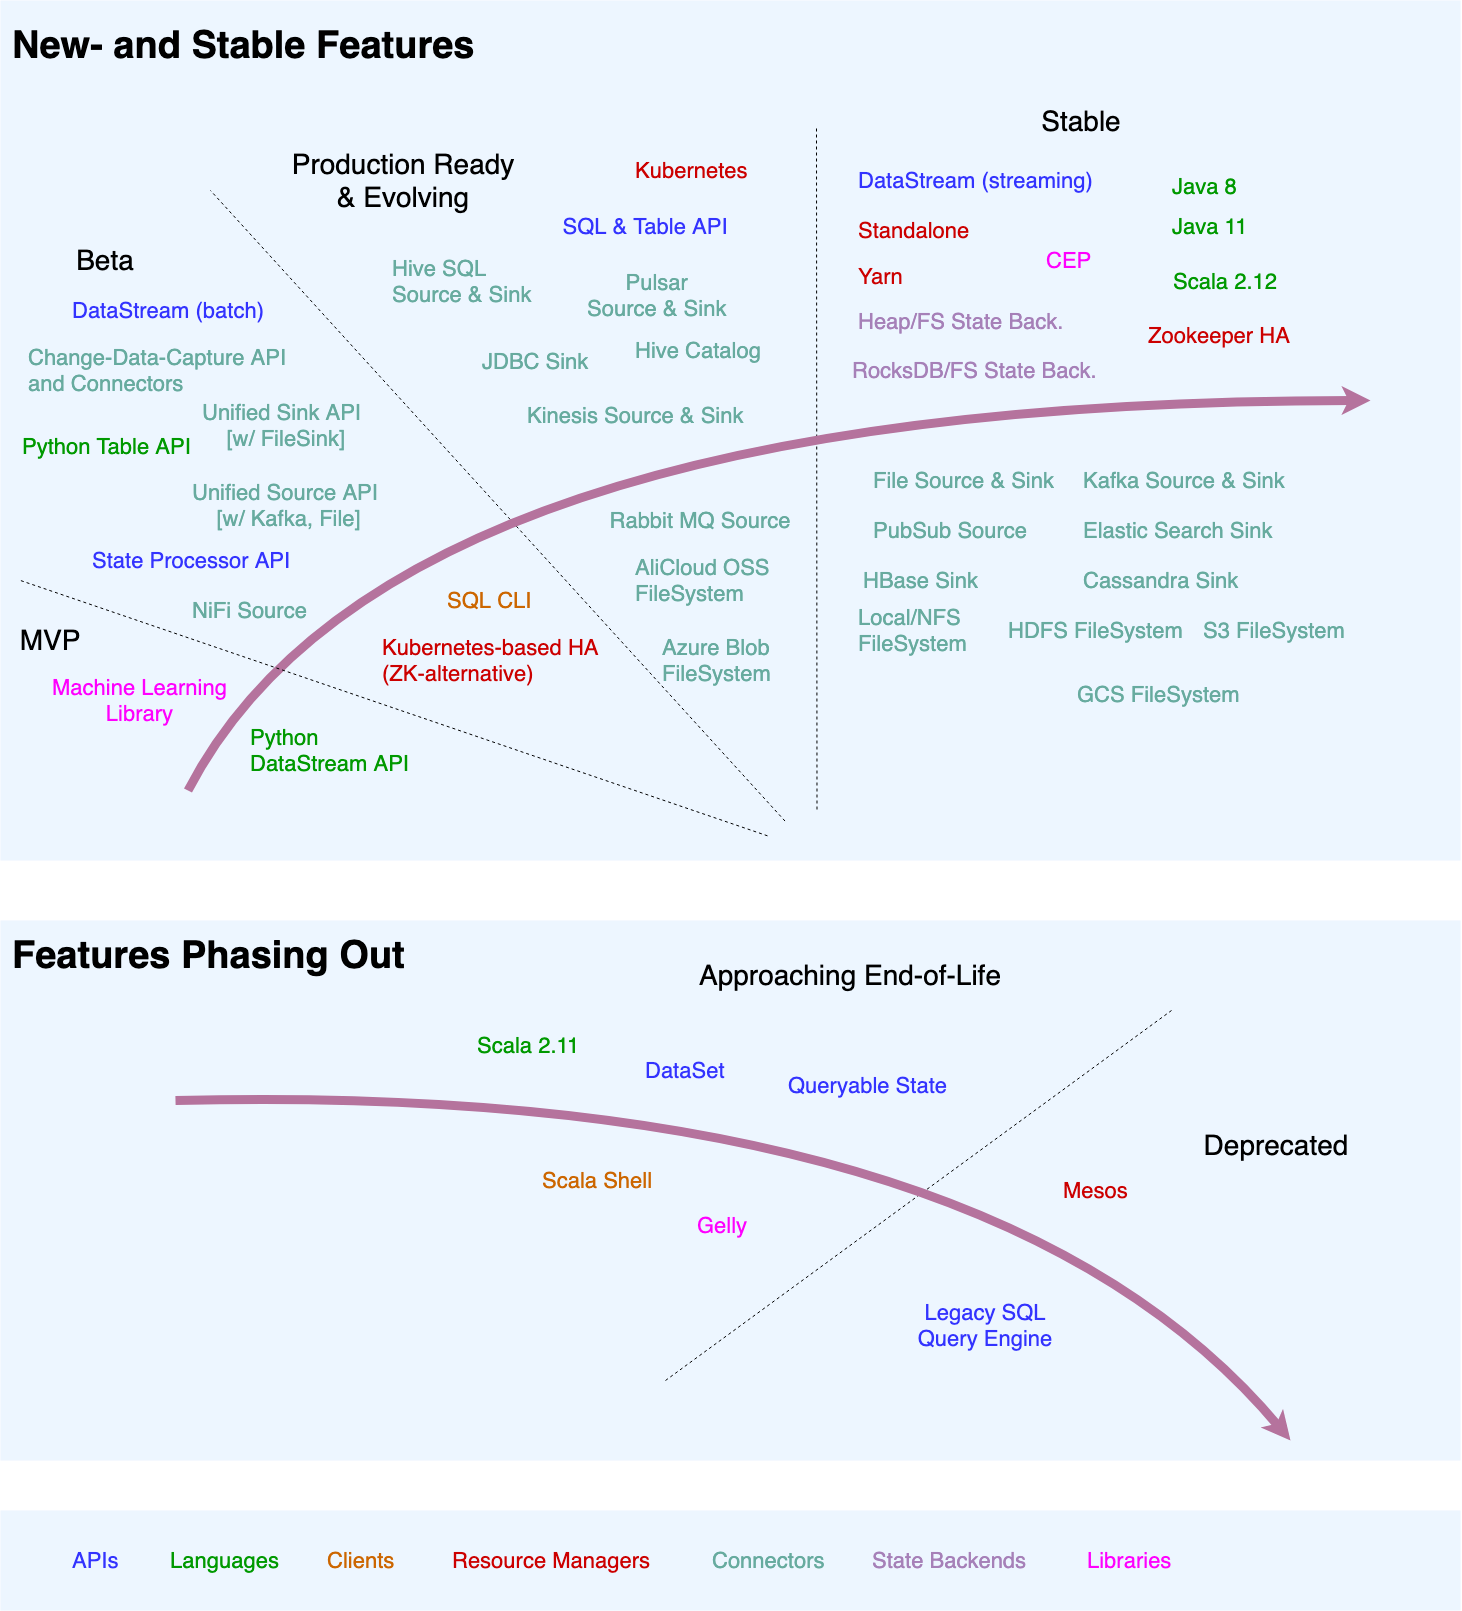 New- and Stable Features
Stable
Production Ready
& Evolving
Kubernetes
SQL & Table API
Hive SQL
Source & Sink
Pulsar
Source & Sink
JDBC Sink
Hive Catalog
Kinesis Source & Sink
Rabbit MQ Source
AliCloud OSS
FileSystem
Azure Blob
FileSystem
Beta
DataStream (batch)
Change-Data-Capture API
and Connectors
Unified Sink API
[w/ FileSink]
Python Table API
Unified Source API
[w/ Kafka, File]
State Processor API
NiFi Source
SQL CLI
Kubernetes-based HA
(ZK-alternative)
MVP
Machine Learning
Library
Python
DataStream API
DataStream (streaming)
Java 8
Standalone
Java 11
CEP
Yarn
Scala 2.12
Heap/FS State Back.
Zookeeper HA
RocksDB/FS State Back.
File Source & Sink
Kafka Source & Sink
PubSub Source
Elastic Search Sink
HBase Sink
Cassandra Sink
Local/NFS
FileSystem
HDFS FileSystem
S3 FileSystem
GCS FileSystem
Features Phasing Out
Approaching End-of-Life
Scala 2.11
DataSet
Queryable State
Scala Shell
Gelly
Deprecated
Mesos
Legacy SQL
Query Engine
APIs
Languages
Clients
Resource Managers
Connectors
State Backends
Libraries